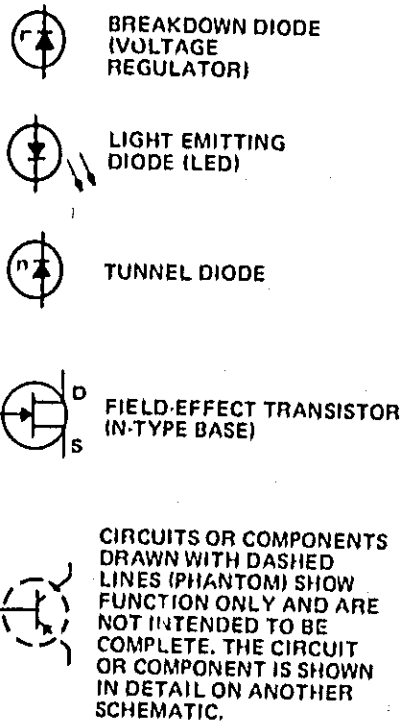 BREAKDOWN DIODE
(VOLTAGE
REGULATOR)
LIGHT EMITTING
DIODE (LED)
TUNNEL DIODE
D
S
FIELD-EFFECT TRANSISTOR
(N-TYPE BASE)
CIRCUITS OR COMPONENTS
DRAWN WITH DASHED
LINES (PHANTOM) SHOW
FUNCTION ONLY AND ARE
NOT INTENDED TO BE
COMPLETE. THE CIRCUIT
OR COMPONENT IS SHOWN
IN DETAIL ON ANOTHER
SCHEMATIC.